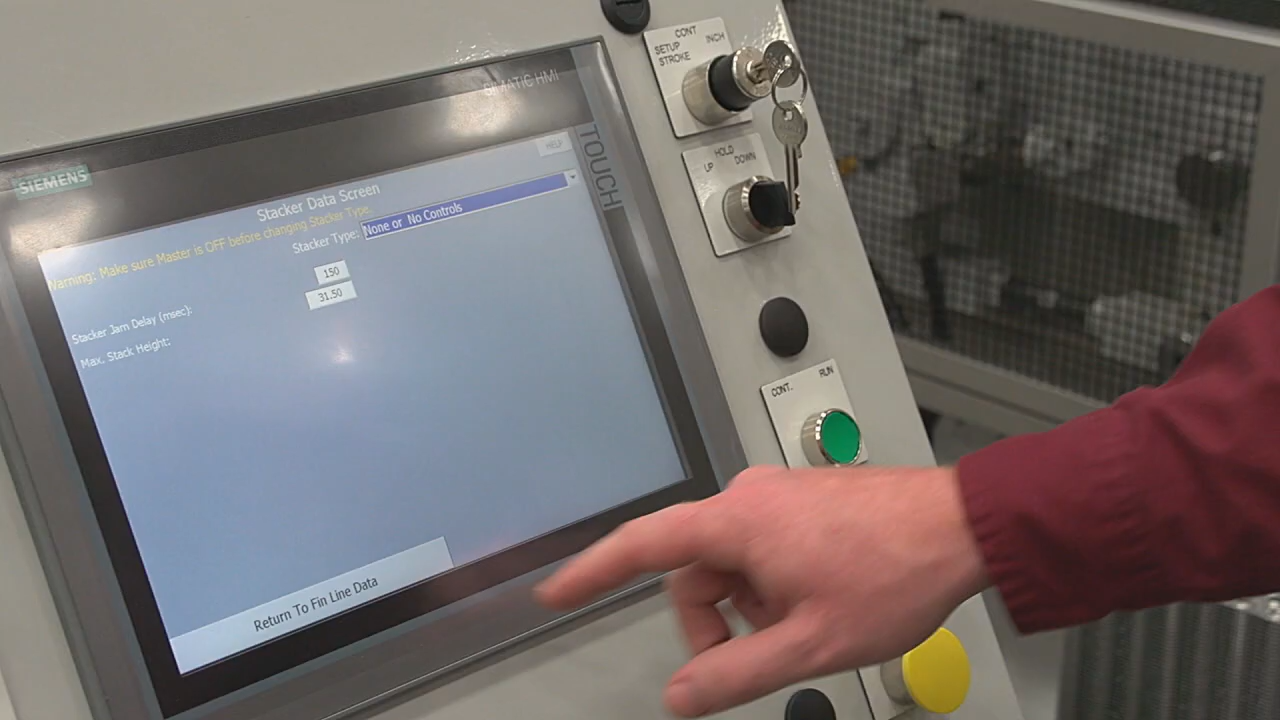 SIEMENS
SIMATIC HMI
TOUCH
HELP
Stacker Data Screen
Warning: Make sure Master is OFF before changing Stacker Type.
Stacker Type: None or No Controls
150
31.50
Stacker Jam Delay (msec):
Max. Stack Height:
Return To Fin Line Data
CONT
SETUP INCH
STROKE
HOLD
UP DOWN
CONT. RUN